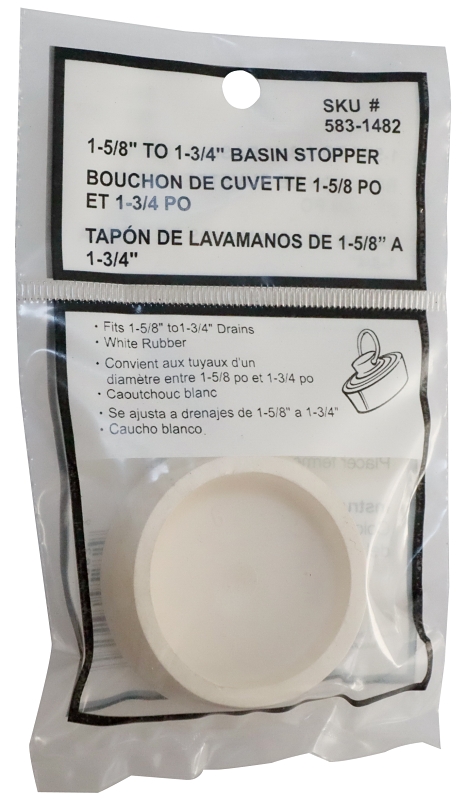 SKU #
583-1482
1-5/8" TO 1-3/4" BASIN STOPPER
BOUCHON DE CUVETTE 1-5/8 PO
ET 1-3/4 PO
TAPÓN DE LAVAMANOS DE 1-5/8” A
1-3/4"
• Fits 1-5/8" to1-3/4" Drains
• White Rubber
• Convient aux tuyaux d'un
diamètre entre 1-5/8 po et 1-3/4 po
• Caoutchouc blanc
• Se ajusta a drenajes de 1-5/8" a 1-3/4"
• Caucho blanco.